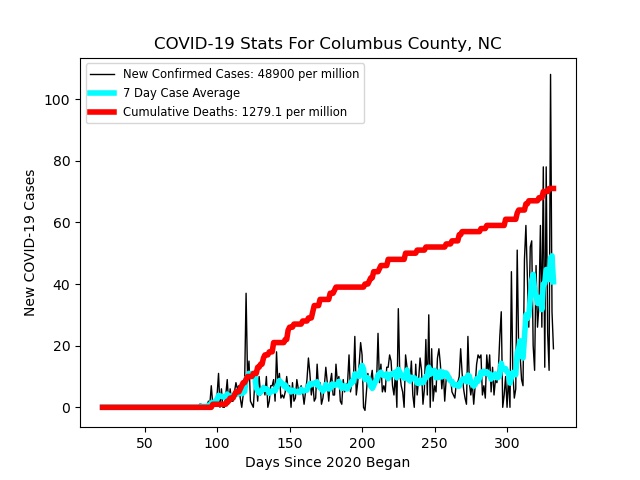 COVID-19 Stats For Columbus County, NC
New Confirmed Cases: 48900 per million
7 Day Case Average
Cumulative Deaths: 1279.1 per million
100
80
60
40
20
0
New COVID-19 Cases
50
100
150
200
250
300
Days Since 2020 Began